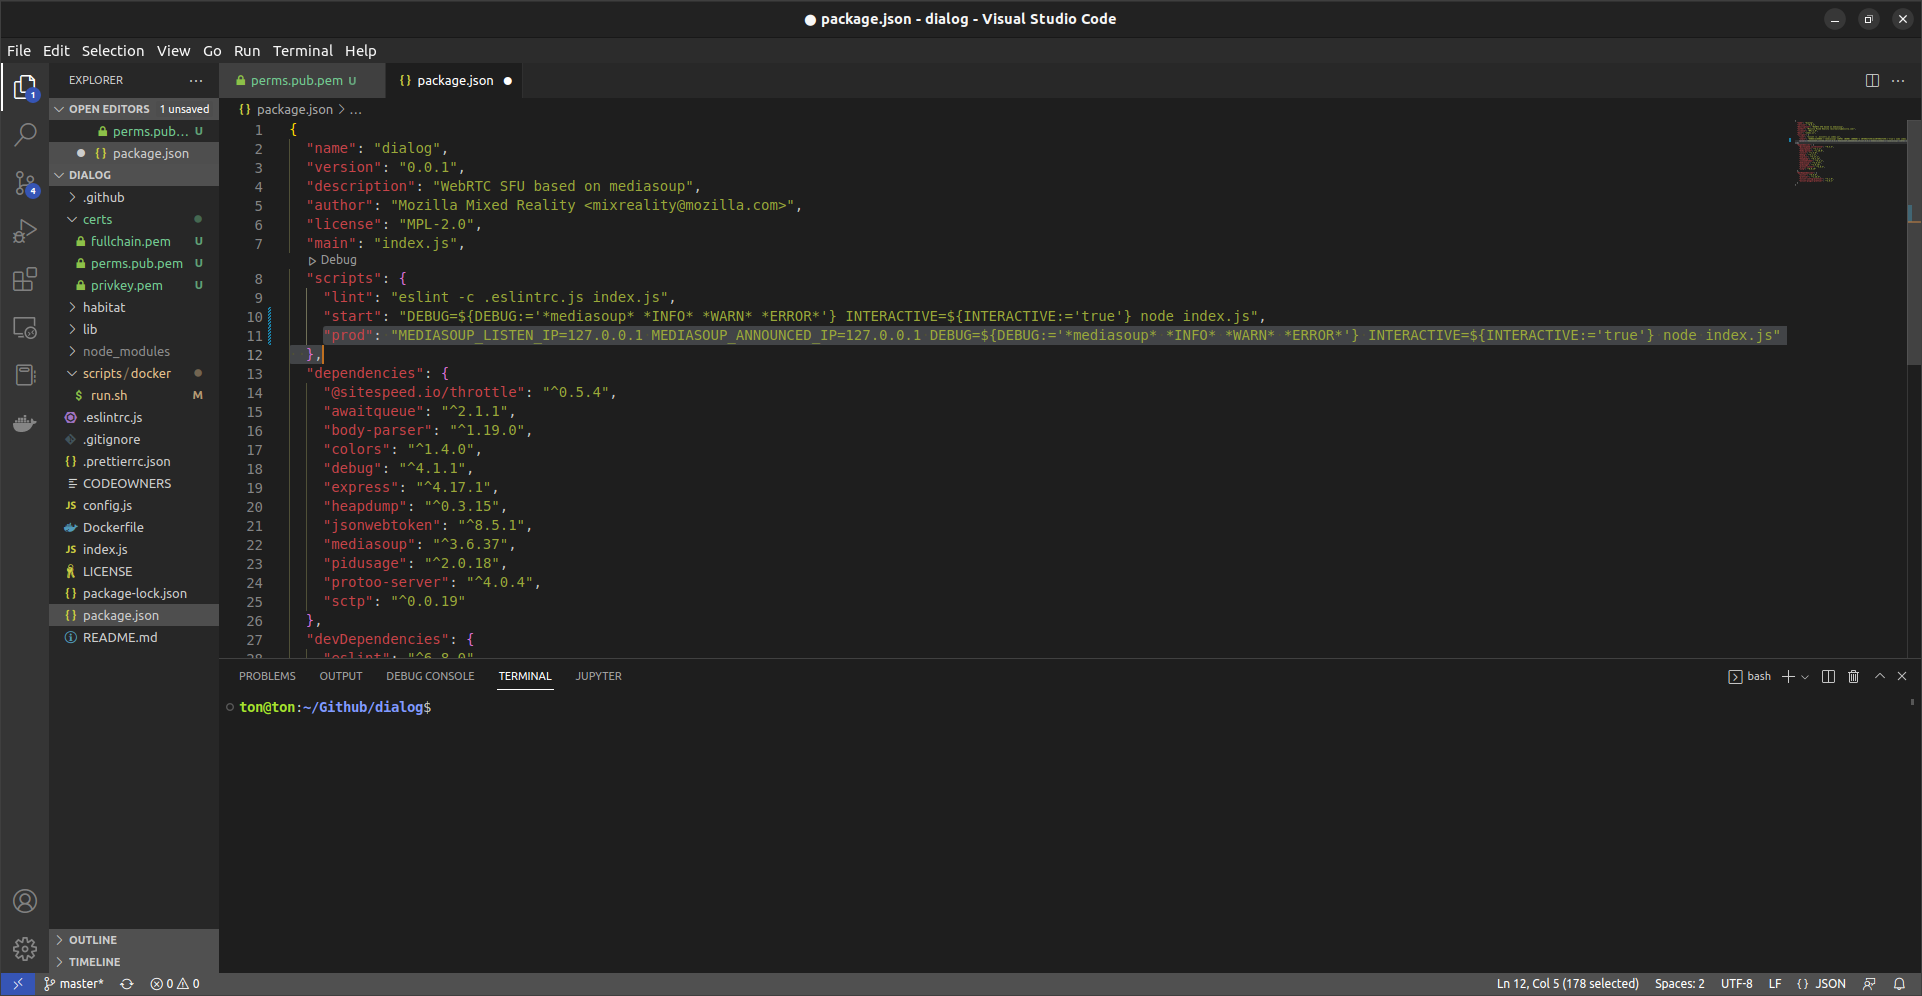 package.json - dialog - Visual Studio Code
File Edit Selection View Go Run Terminal Help
EXPLORER
OPEN EDITORS 1 unsaved
perms.pub... U
package.json
DIALOG
.github
certs
fullchain.pem U
perms.pub.pem U
privkey.pem U
habitat
lib
node_modules
scripts / docker
$ run.sh M
.eslintrc.js
.gitignore
{} .prettierrc.json
CODEOWNERS
JS config.js
Dockerfile
JS index.js
LICENSE
{} package-lock.json
{} package.json
README.md
OUTLINE
TIMELINE
perms.pub.pem U
{} package.json
{} package.json > ...
1 {
2 "name": "dialog",
3 "version": "0.0.1",
4 "description": "WebRTC SFU based on mediasoup",
5 "author": "Mozilla Mixed Reality <mixreality@mozilla.com>",
6 "license": "MPL-2.0",
7 "main": "index.js",
Debug
8 "scripts": {
9 "lint": "eslint -c .eslintrc.js index.js",
10 "start": "DEBUG=${DEBUG:='*mediasoup* *INFO* *WARN* *ERROR*'} INTERACTIVE=${INTERACTIVE:='true'} node index.js",
11 "prod": "MEDIASOUP_LISTEN_IP=127.0.0.1 MEDIASOUP_ANNOUNCED_IP=127.0.0.1 DEBUG=${DEBUG:='*mediasoup* *INFO* *WARN* *ERROR*'} INTERACTIVE=${INTERACTIVE:='true'} node index.js"
12 },
13 "dependencies": {
14 "@sitespeed.io/throttle": "^0.5.4",
15 "awaitqueue": "^2.1.1",
16 "body-parser": "^1.19.0",
17 "colors": "^1.4.0",
18 "debug": "^4.1.1",
19 "express": "^4.17.1",
20 "heapdump": "^0.3.15",
21 "jsonwebtoken": "^8.5.1",
22 "mediasoup": "^3.6.37",
23 "pidusage": "^2.0.18",
24 "protoo-server": "^4.0.4",
25 "sctp": "^0.0.19"
26 },
27 "devDependencies": {
28 "eslint": "^6.8.0"
PROBLEMS OUTPUT DEBUG CONSOLE TERMINAL JUPYTER
bash
ton@ton:~/Github/dialog$
master* 0 0
Ln 12, Col 5 (178 selected) Spaces: 2 UTF-8 LF {} JSON